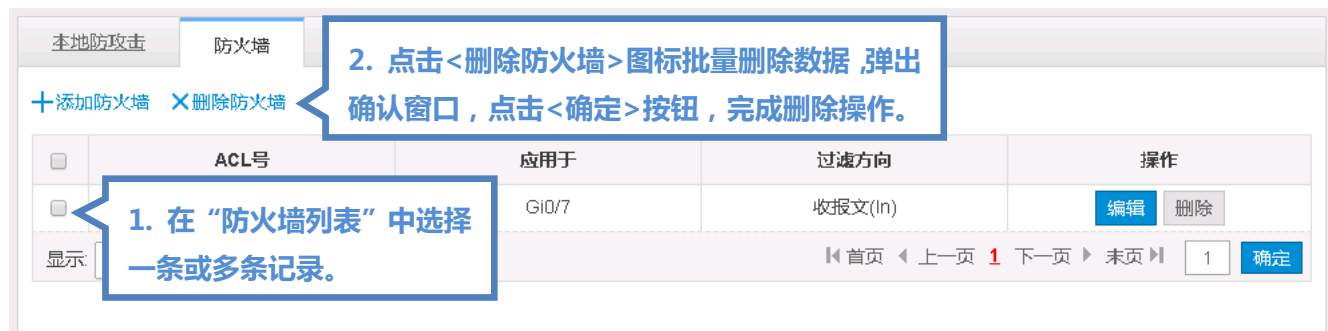 本地防攻击
防火墙
2. 点击<删除防火墙>图标批量删除数据,弹出
确认窗口，点击<确定>按钮，完成删除操作。
添加防火墙
删除防火墙
ACL号
应用于
过滤方向
操作
1. 在“防火墙列表”中选择
一条或多条记录。
Gi0/7
收报文(In)
编辑
删除
显示:
首页
上一页
1
下一页
末页
1
确定